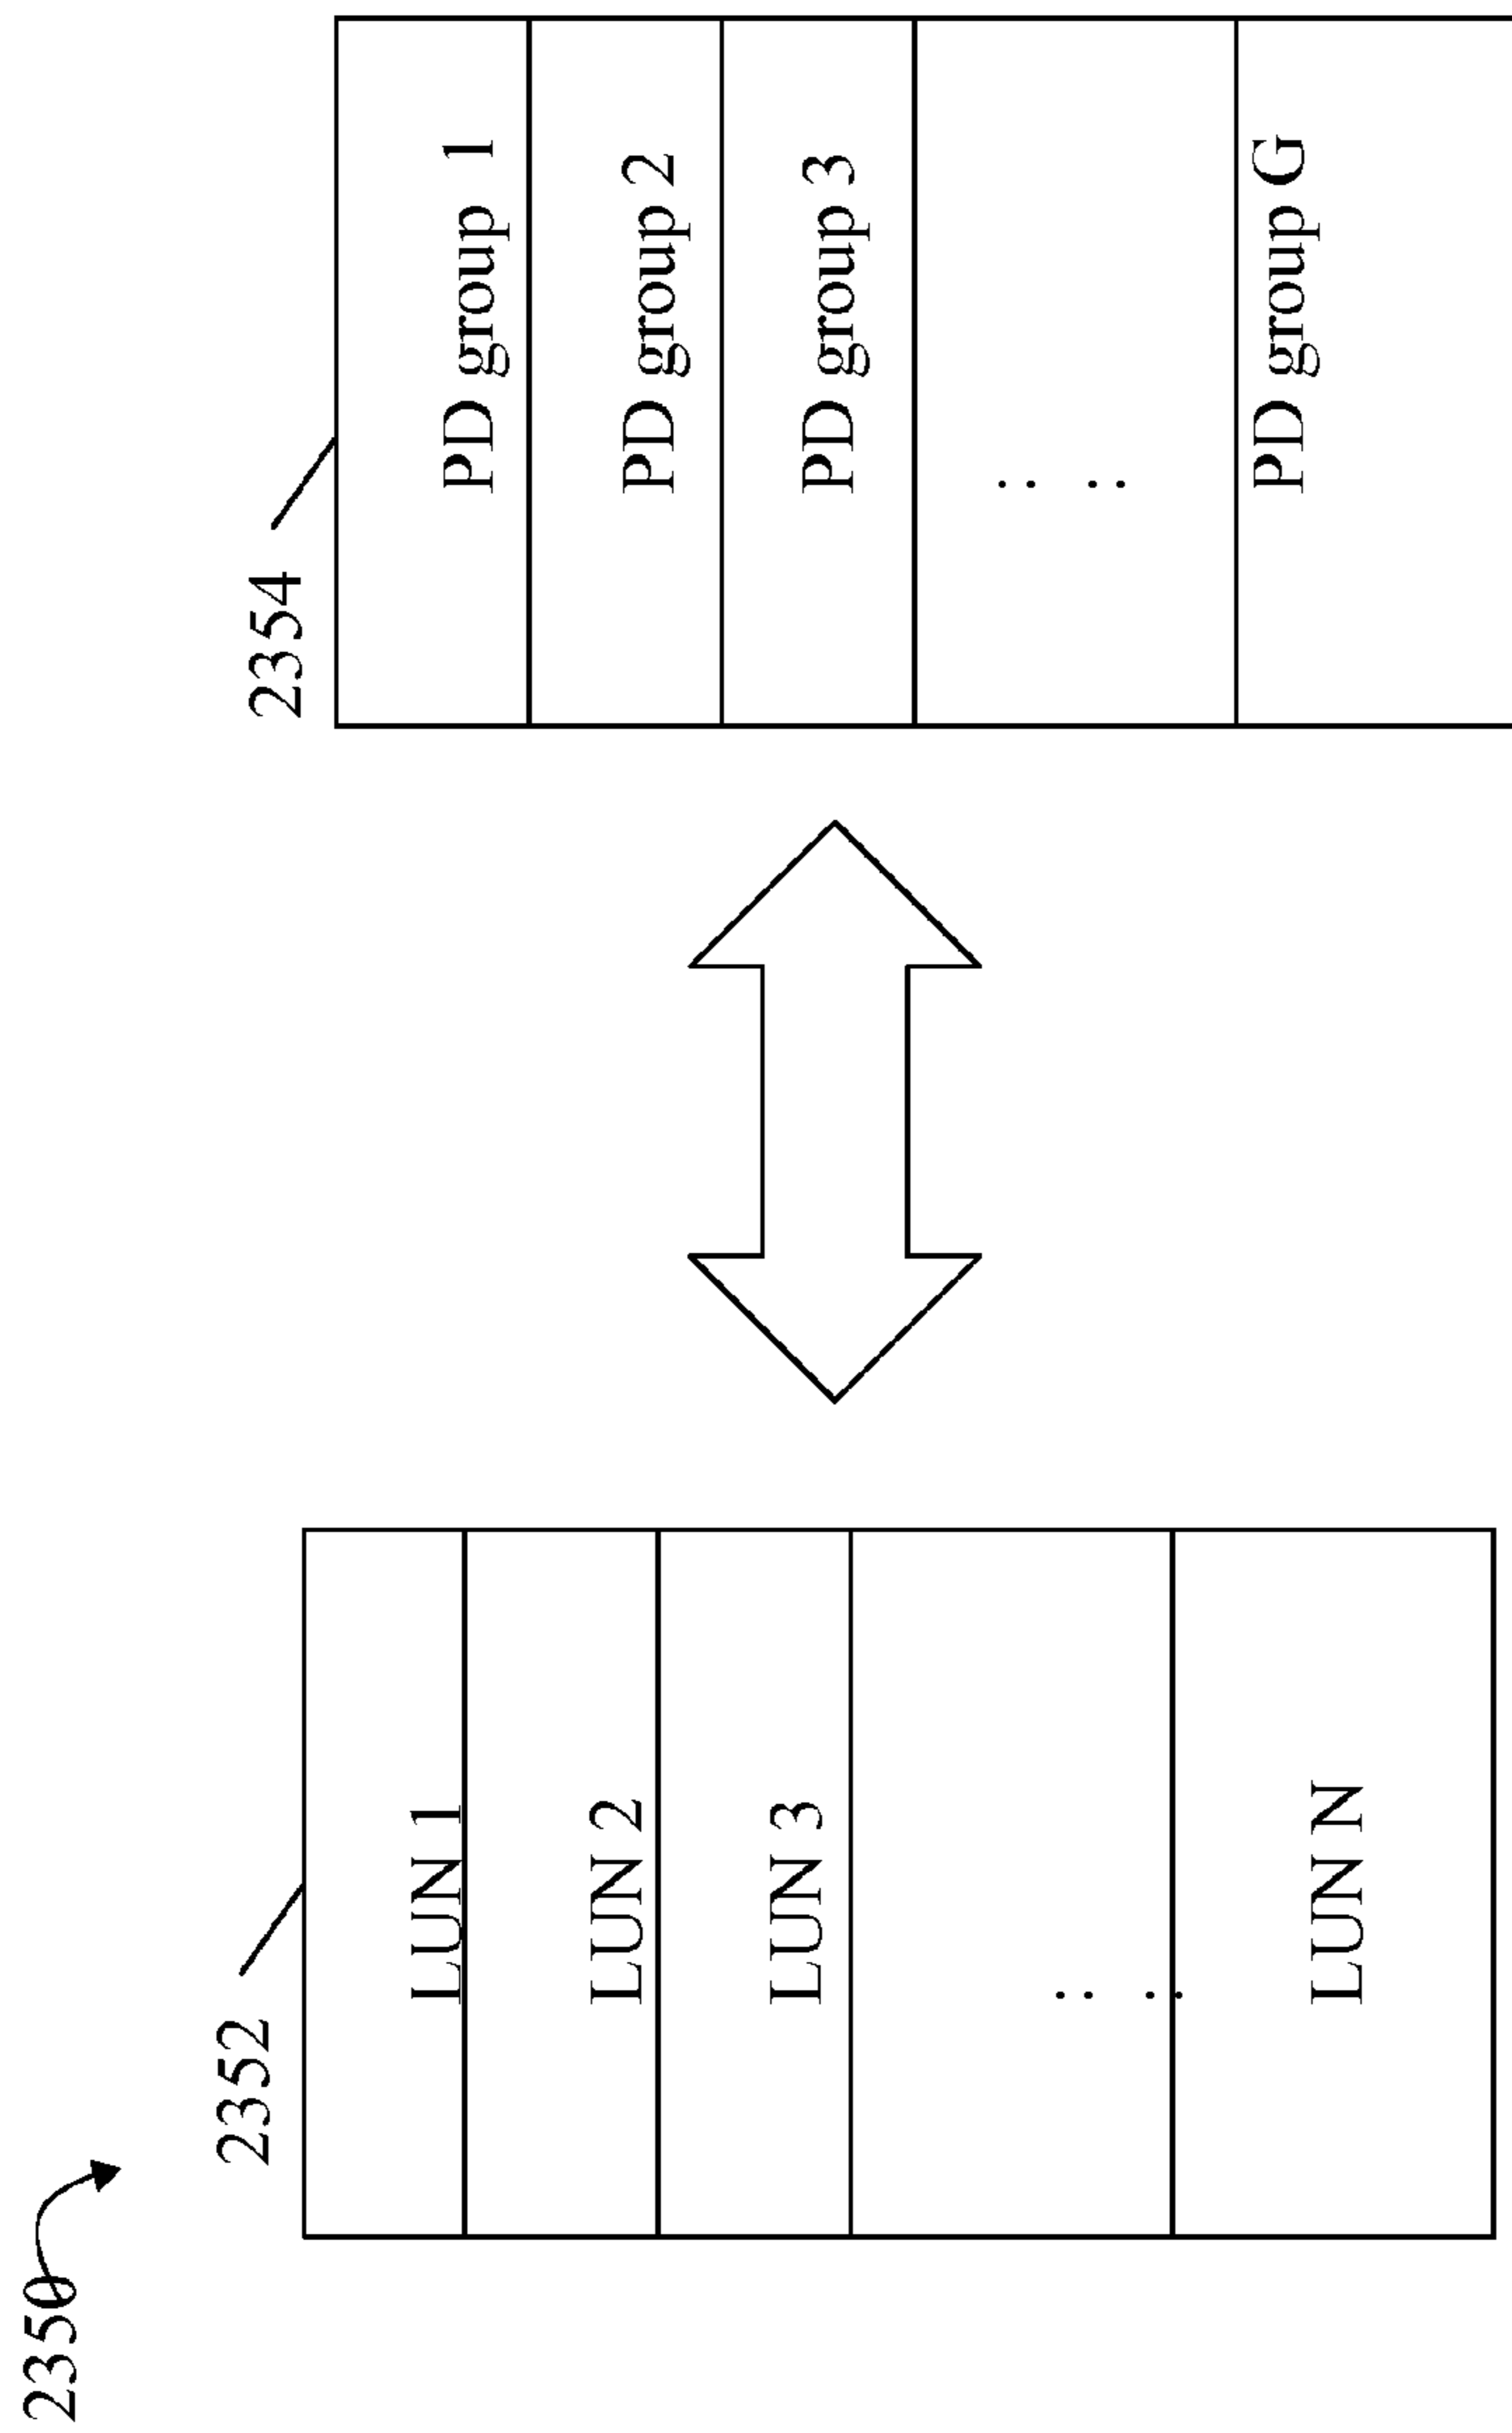 2350
2352
LUN 1
LUN 2
LUN 3
.. ..
LUN N
2354
PD group 1
PD group 2
PD group 3
.. ..
PD group G